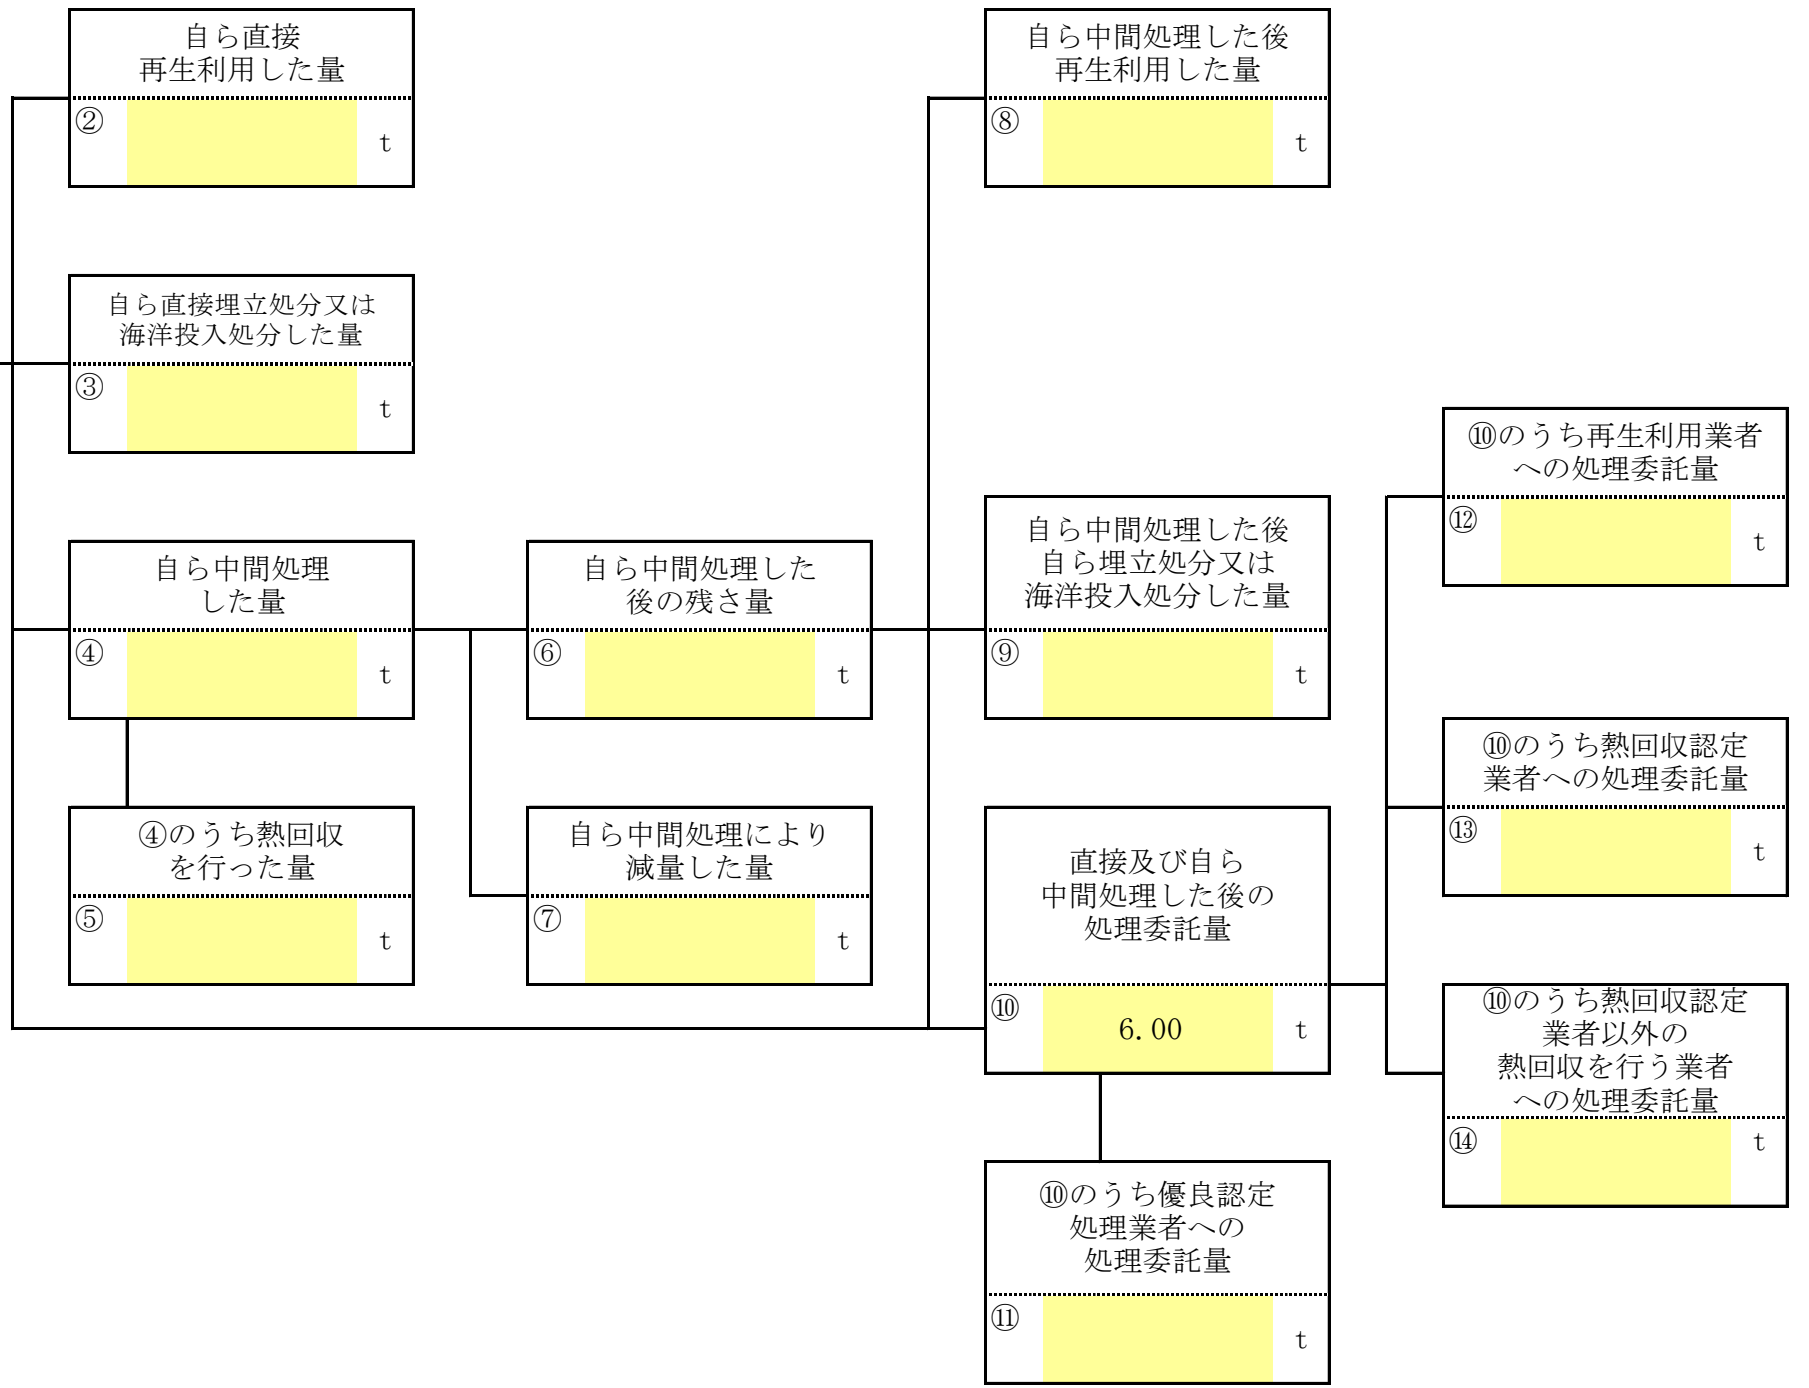 自ら直接
再生利用した量
②
t
自ら中間処理した後
再生利用した量
⑧
t
自ら直接埋立処分又は
海洋投入処分した量
③
t
⑩のうち再生利用業者
への処理委託量
⑫
t
自ら中間処理
した量
④
t
自ら中間処理した
後の残さ量
⑥
t
自ら中間処理した後
自ら埋立処分又は
海洋投入処分した量
⑨
t
⑩のうち熱回収認定
業者への処理委託量
⑬
t
④のうち熱回収
を行った量
⑤
t
自ら中間処理により
減量した量
⑦
t
直接及び自ら
中間処理した後の
処理委託量
⑩ 6.00 t
⑩のうち熱回収認定
業者以外の
熱回収を行う業者
への処理委託量
⑭
t
⑩のうち優良認定
処理業者への
処理委託量
⑪
t